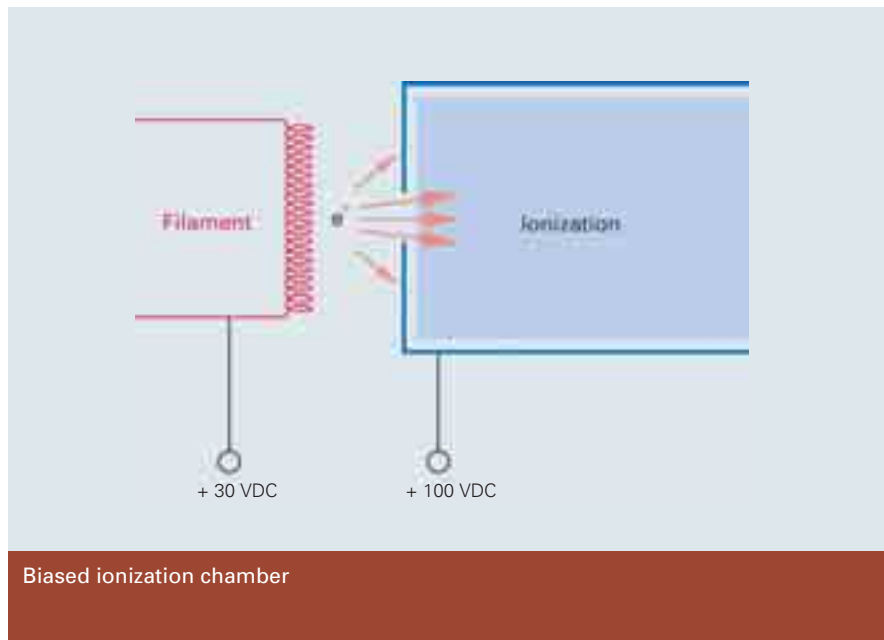 Filament
e⁻
Ionization
+ 30 VDC
+ 100 VDC
Biased ionization chamber